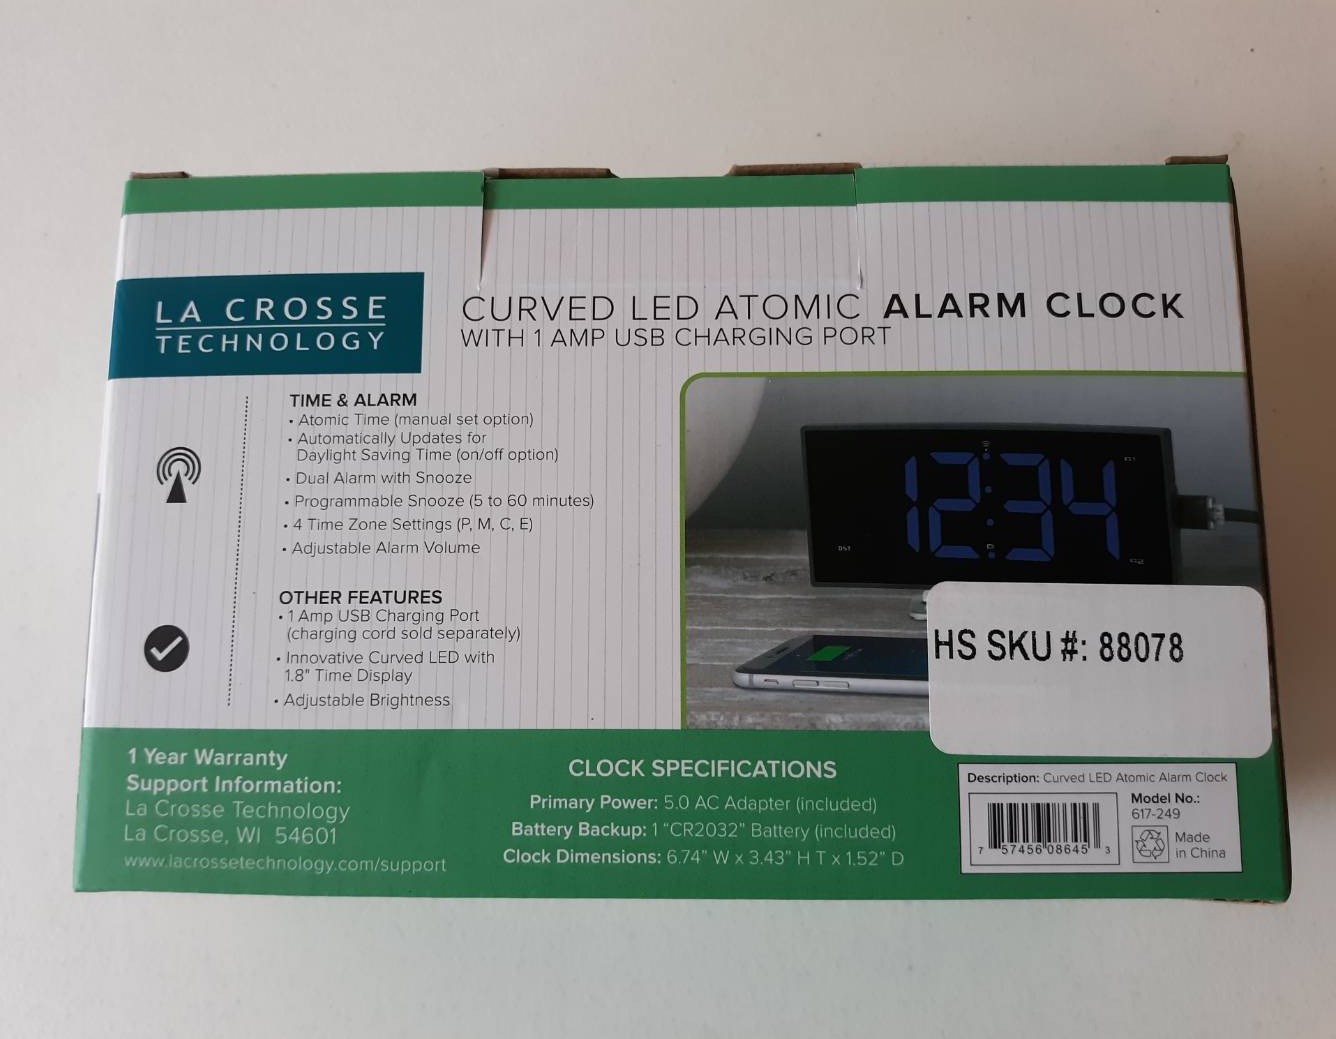 LA CROSSE
TECHNOLOGY
CURVED LED ATOMIC ALARM CLOCK
WITH 1 AMP USB CHARGING PORT
TIME & ALARM
• Atomic Time (manual set option)
• Automatically Updates for
Daylight Saving Time (on/off option)
• Dual Alarm with Snooze
• Programmable Snooze (5 to 60 minutes)
• 4 Time Zone Settings (P, M, C, E)
• Adjustable Alarm Volume
OTHER FEATURES
• 1 Amp USB Charging Port
(charging cord sold separately)
• Innovative Curved LED with
1.8" Time Display
• Adjustable Brightness
12:34
DST
HS SKU #: 88078
1 Year Warranty
Support Information:
La Crosse Technology
La Crosse, WI 54601
www.lacrossetechnology.com/support
CLOCK SPECIFICATIONS
Primary Power: 5.0 AC Adapter (included)
Battery Backup: 1 "CR2032" Battery (included)
Clock Dimensions: 6.74" W x 3.43" H T x 1.52" D
Description: Curved LED Atomic Alarm Clock
7 57456 08645 3
Model No.:
617-249
Made
in China